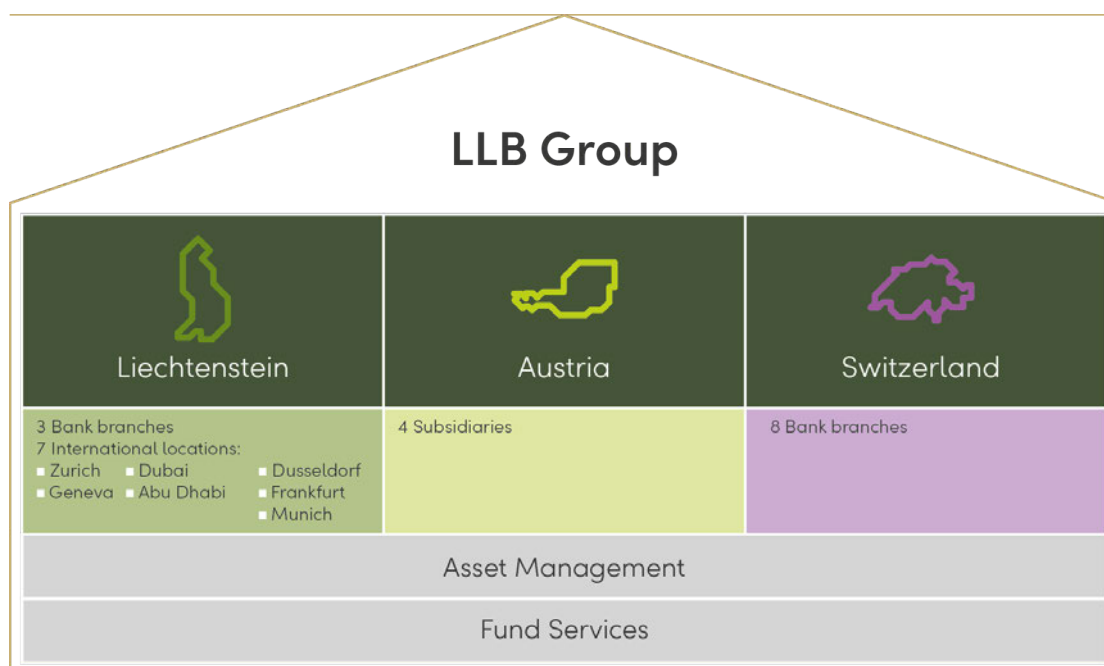 LLB Group
Liechtenstein
Austria
Switzerland
3 Bank branches
7 International locations:
Zurich Dubai Dusseldorf
Geneva Abu Dhabi Frankfurt
Munich
4 Subsidiaries
8 Bank branches
Asset Management
Fund Services